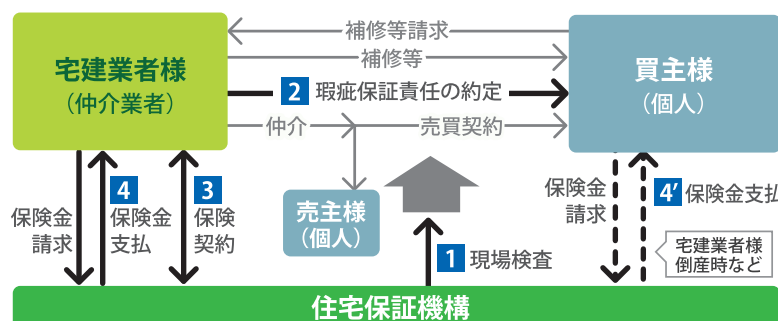 補修等請求
補修等
宅建業者様
（仲介業者）
買主様
（個人）
2 瑕疵保証責任の約定
仲介
売買契約
保険金
請求
4
保険金
支払
3
保険
契約
売主様
（個人）
1 現場検査
保険金
請求
4’ 保険金支払
宅建業者様
倒産時など
住宅保証機構